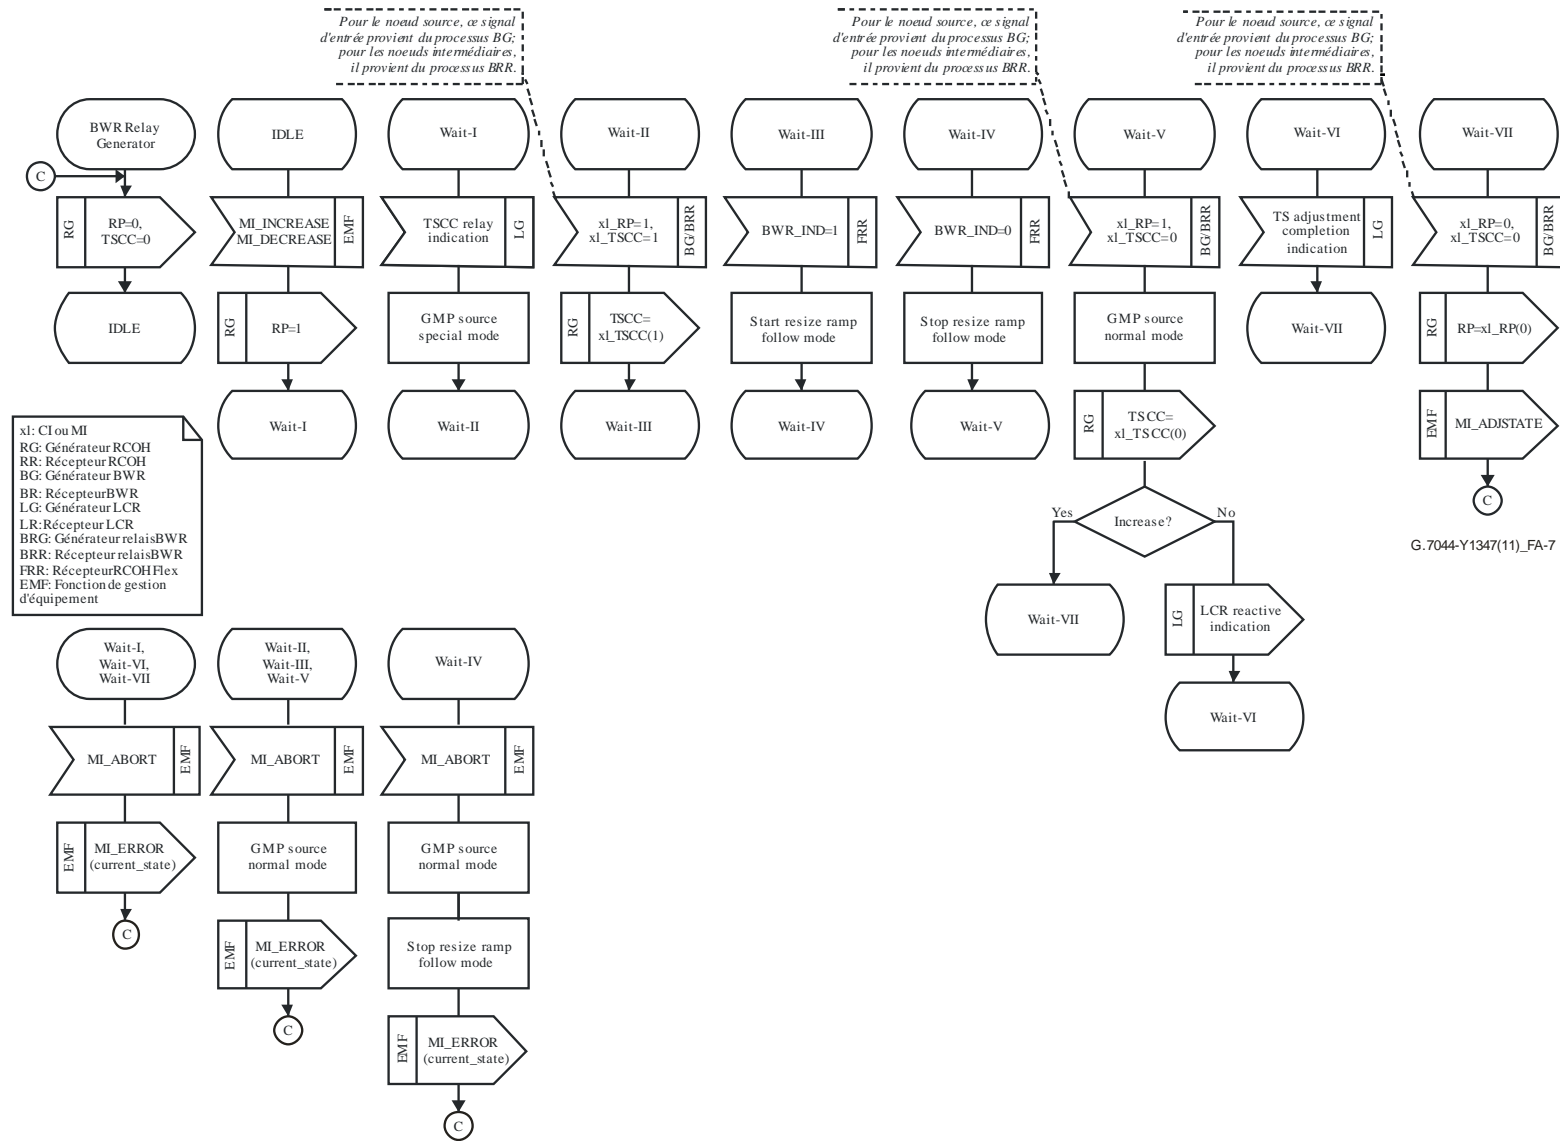 Pour le noeud source, ce signal
d'entrée provient du processus BG;
pour les noeuds intermédiaires,
il provient du processus BRR.
Pour le noeud source, ce signal
d'entrée provient du processus BG;
pour les noeuds intermédiaires,
il provient du processus BRR.
Pour le noeud source, ce signal
d'entrée provient du processus BG;
pour les noeuds intermédiaires,
il provient du processus BRR.
BWR Relay
Generator
C
RG
RP=0,
TSCC=0
IDLE
IDLE
MI_INCREASE
MI_DECREASE
EMF
RG
RP=1
Wait-I
Wait-I
TSCC relay
indication
LG
GMP source
special mode
Wait-II
Wait-II
xl_RP=1,
xl_TSCC=1
BG/BRR
RG
TSCC=
xl_TSCC(1)
Wait-III
Wait-III
BWR_IND=1
FRR
Start resize ramp
follow mode
Wait-IV
Wait-IV
BWR_IND=0
FRR
Stop resize ramp
follow mode
Wait-V
Wait-V
xl_RP=1,
xl_TSCC=0
BG/BRR
GMP source
normal mode
RG
TSCC=
xl_TSCC(0)
Increase?
Yes
No
Wait-VII
LG
LCR reactive
indication
Wait-VI
Wait-VI
TS adjustment
completion
indication
LG
Wait-VII
Wait-VII
xl_RP=0,
xl_TSCC=0
BG/BRR
RG
RP=xl_RP(0)
EMF
MI_ADJSTATE
C
G.7044-Y1347(11)_FA-7
xl: CI ou MI
RG: Générateur RCOH
RR: Récepteur RCOH
BG: Générateur BWR
BR: Récepteur BWR
LG: Générateur LCR
LR: Récepteur LCR
BRG: Générateur relais BWR
BRR: Récepteur relais BWR
FRR: Récepteur RCOH Flex
EMF: Fonction de gestion
d'équipement
Wait-I,
Wait-VI,
Wait-VII
MI_ABORT
EMF
EMF
MI_ERROR
(current_state)
C
Wait-II,
Wait-III,
Wait-V
MI_ABORT
EMF
GMP source
normal mode
EMF
MI_ERROR
(current_state)
C
Wait-IV
MI_ABORT
EMF
GMP source
normal mode
Stop resize ramp
follow mode
EMF
MI_ERROR
(current_state)
C